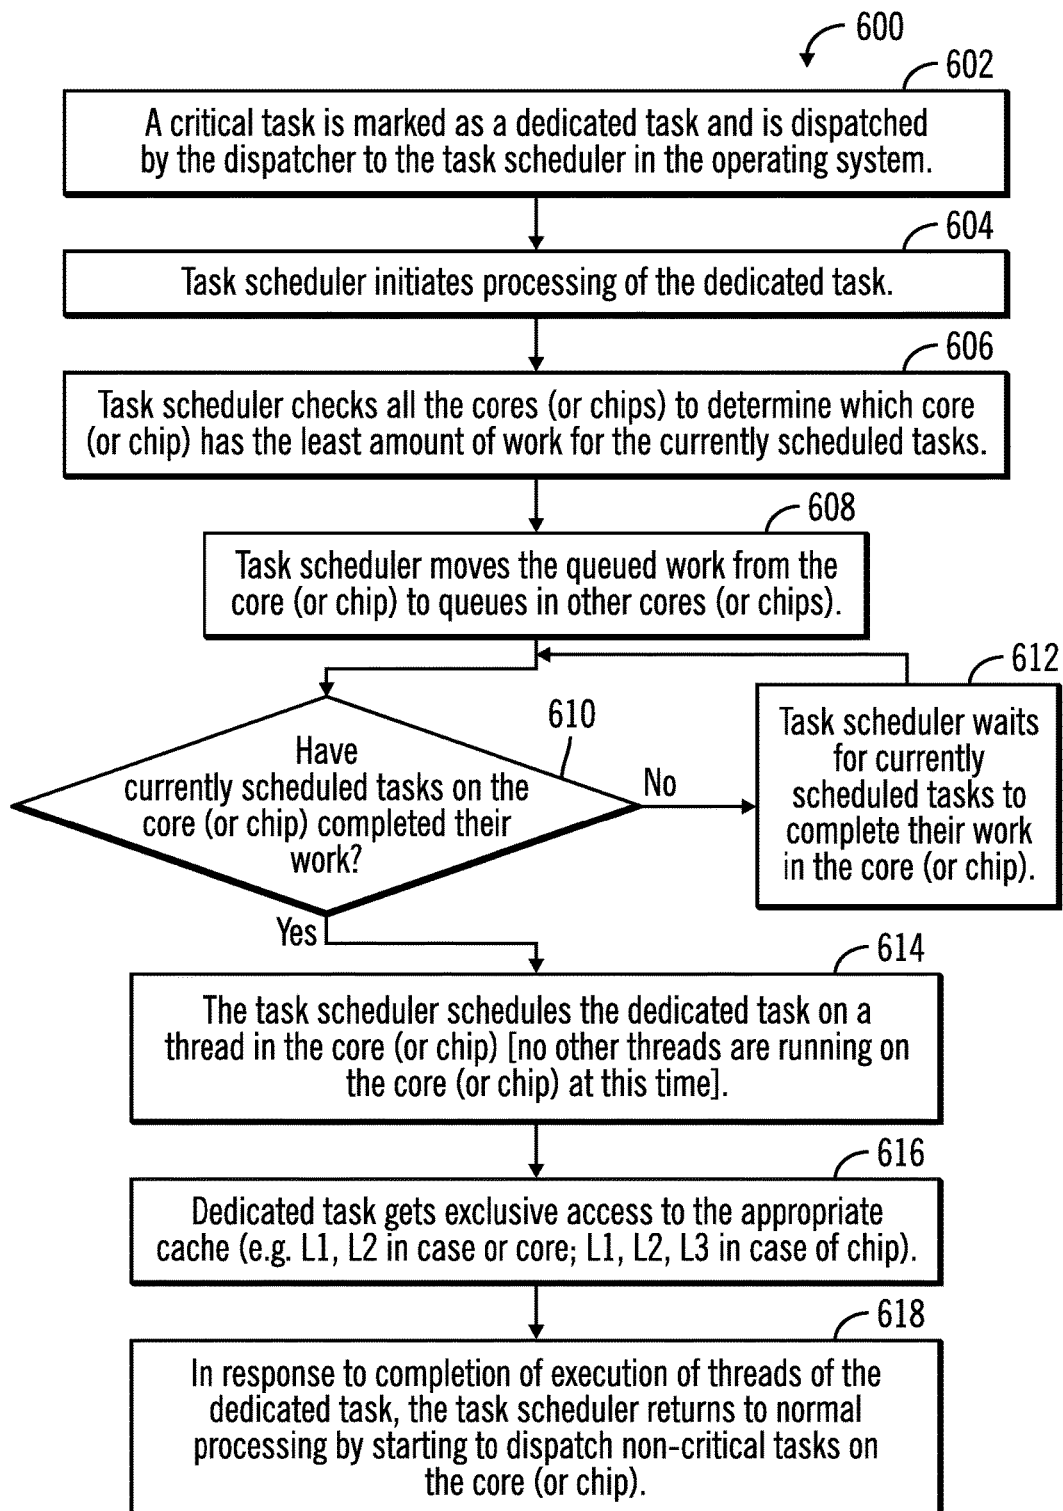 600
602
A critical task is marked as a dedicated task and is dispatched
by the dispatcher to the task scheduler in the operating system.
604
Task scheduler initiates processing of the dedicated task.
606
Task scheduler checks all the cores (or chips) to determine which core
(or chip) has the least amount of work for the currently scheduled tasks.
608
Task scheduler moves the queued work from the
core (or chip) to queues in other cores (or chips).
610
Have
currently scheduled tasks on the
core (or chip) completed their
work?
No
612
Task scheduler waits
for currently
scheduled tasks to
complete their work
in the core (or chip).
Yes
614
The task scheduler schedules the dedicated task on a
thread in the core (or chip) [no other threads are running on
the core (or chip) at this time].
616
Dedicated task gets exclusive access to the appropriate
cache (e.g. L1, L2 in case or core; L1, L2, L3 in case of chip).
618
In response to completion of execution of threads of the
dedicated task, the task scheduler returns to normal
processing by starting to dispatch non-critical tasks on
the core (or chip).